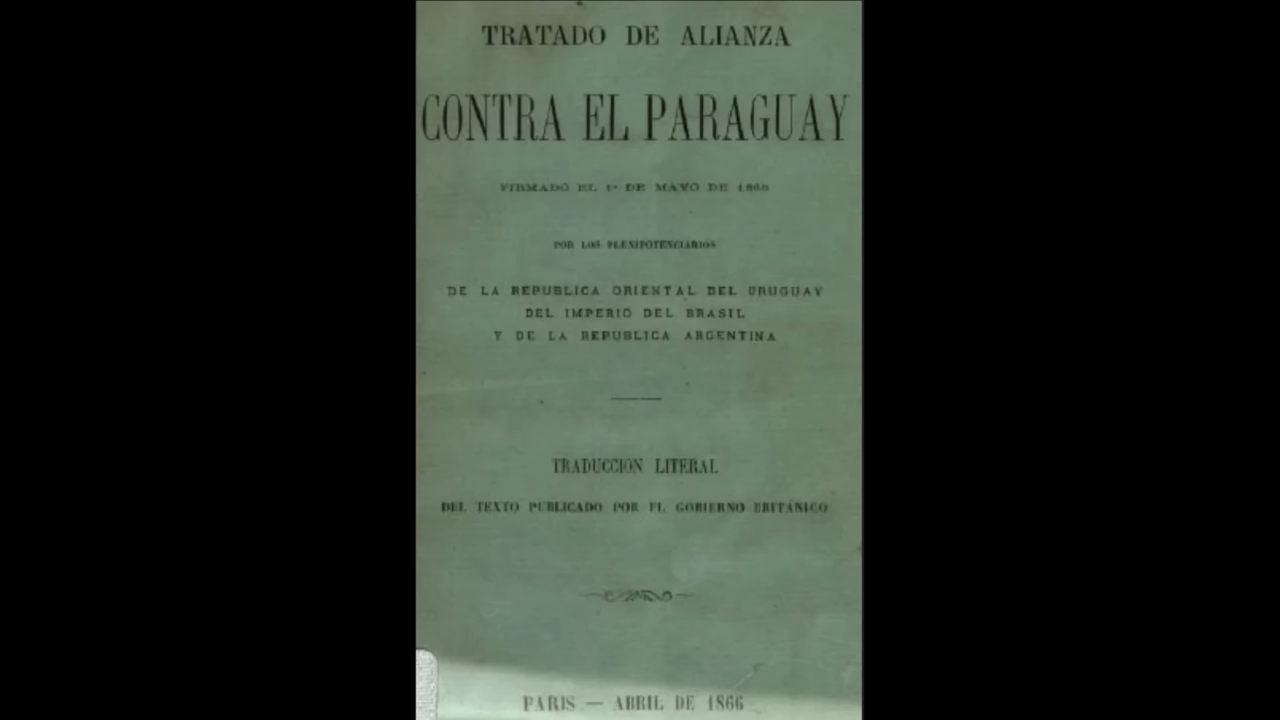 TRATADO DE ALIANZA
CONTRA EL PARAGUAY
FIRMADO EL 1º DE MAYO DE 1865
POR LOS PLENIPOTENCIARIOS
DE LA REPUBLICA ORIENTAL DEL URUGUAY
DEL IMPERIO DEL BRASIL
Y DE LA REPUBLICA ARGENTINA
TRADUCCION LITERAL
DEL TEXTO PUBLICADO POR EL GOBIERNO BRITÁNICO
PARIS — ABRIL DE 1866